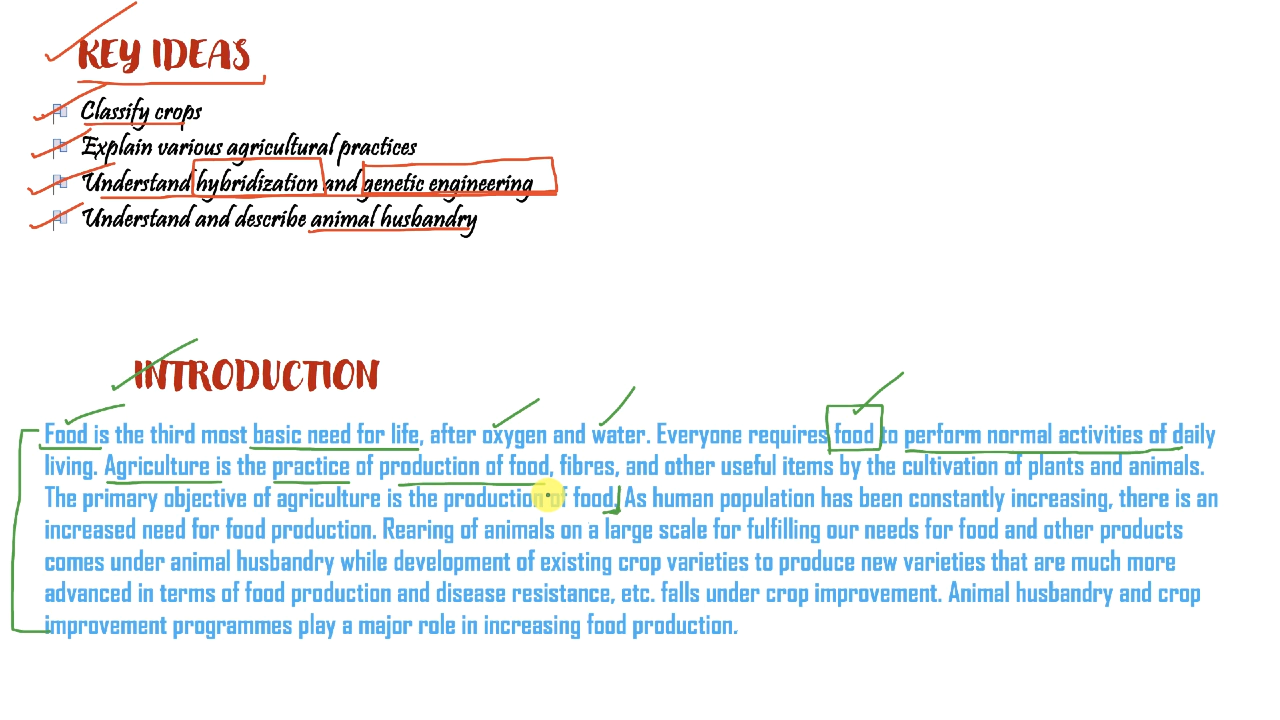 KEY IDEAS
Classify crops
Explain various agricultural practices
Understand hybridization and genetic engineering
Understand and describe animal husbandry
INTRODUCTION
Food is the third most basic need for life, after oxygen and water. Everyone requires food to perform normal activities of daily
living. Agriculture is the practice of production of food, fibres, and other useful items by the cultivation of plants and animals.
The primary objective of agriculture is the production of food. As human population has been constantly increasing, there is an
increased need for food production. Rearing of animals on a large scale for fulfilling our needs for food and other products
comes under animal husbandry while development of existing crop varieties to produce new varieties that are much more
advanced in terms of food production and disease resistance, etc. falls under crop improvement. Animal husbandry and crop
improvement programmes play a major role in increasing food production.